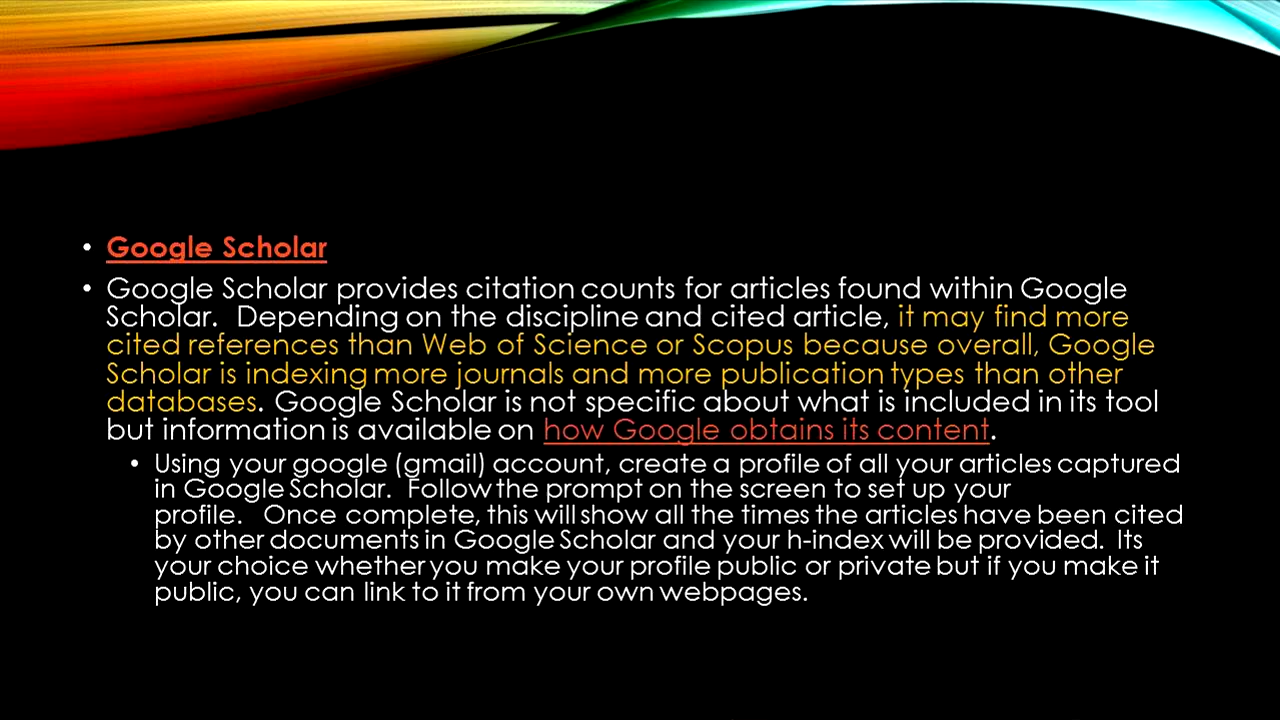 • Google Scholar
• Google Scholar provides citation counts for articles found within Google
Scholar. Depending on the discipline and cited article, it may find more
cited references than Web of Science or Scopus because overall, Google
Scholar is indexing more journals and more publication types than other
databases. Google Scholar is not specific about what is included in its tool
but information is available on how Google obtains its content.
• Using your google (gmail) account, create a profile of all your articles captured
in Google Scholar. Follow the prompt on the screen to set up your
profile. Once complete, this will show all the times the articles have been cited
by other documents in Google Scholar and your h-index will be provided. Its
your choice whether you make your profile public or private but if you make it
public, you can link to it from your own webpages.